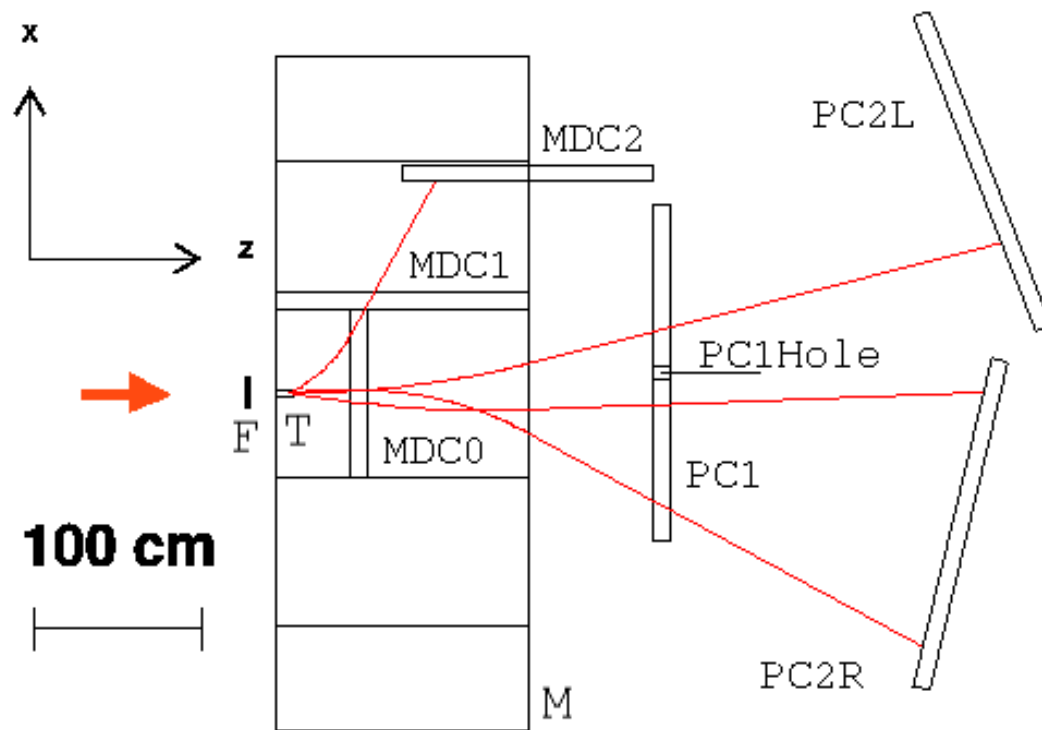 x
MDC2
PC2L
z
MDC1
PC1Hole
F
T
MDC0
PC1
100 cm
PC2R
M